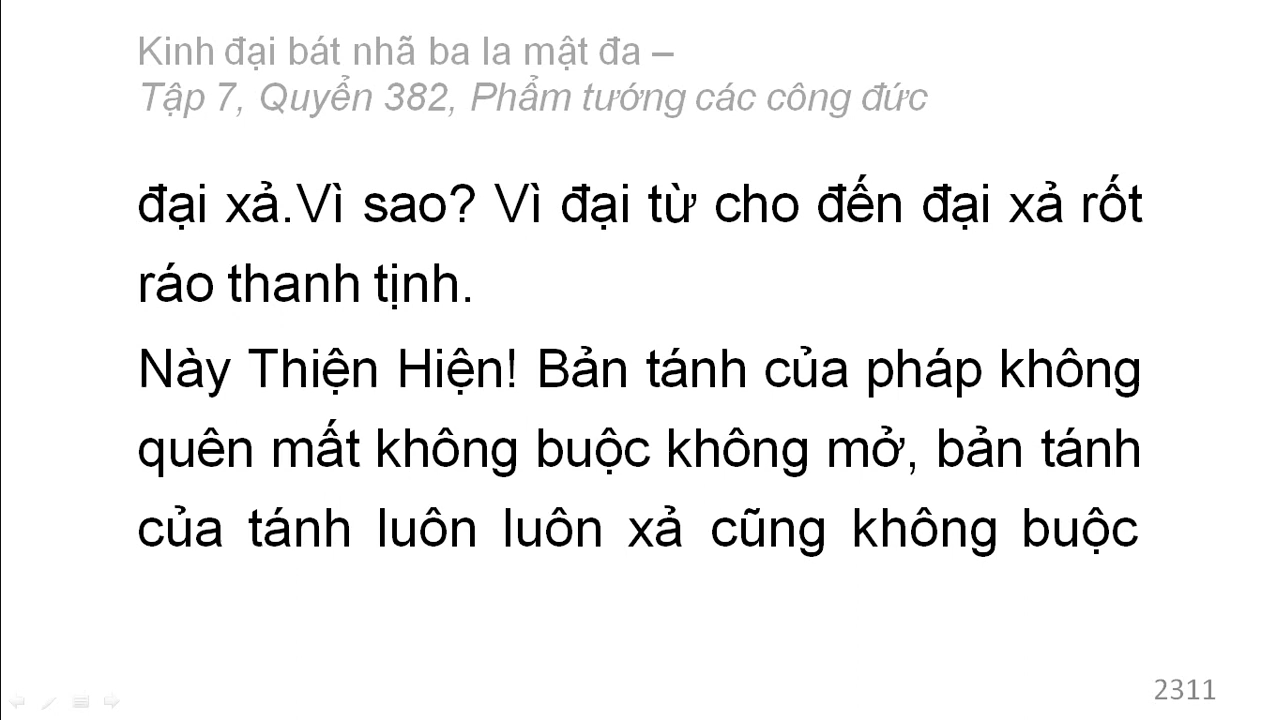 Kinh đại bát nhã ba la mật đa –
Tập 7, Quyển 382, Phẩm tướng các công đức
đại xả.Vì sao? Vì đại từ cho đến đại xả rốt
ráo thanh tịnh.
Này Thiện Hiện! Bản tánh của pháp không
quên mất không buộc không mở, bản tánh
của tánh luôn luôn xả cũng không buộc
2311